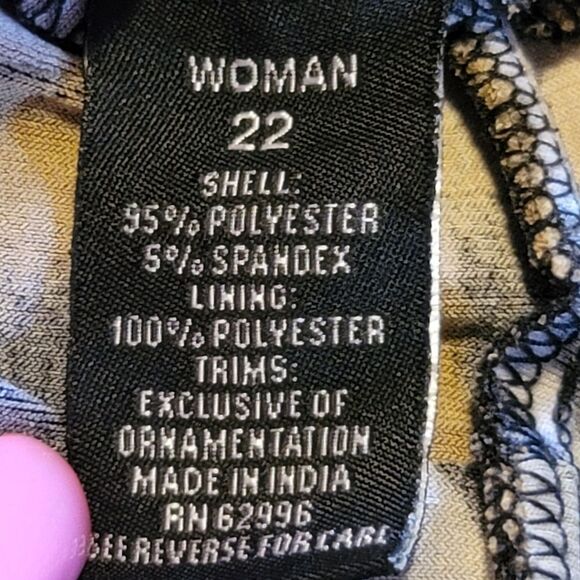 WOMAN
22
SHELL:
95% POLYESTER
5% SPANDEX
LINING:
100% POLYESTER
TRIMS:
EXCLUSIVE OF
ORNAMENTATION
MADE IN INDIA
RN 62996
SEE REVERSE FOR CARE